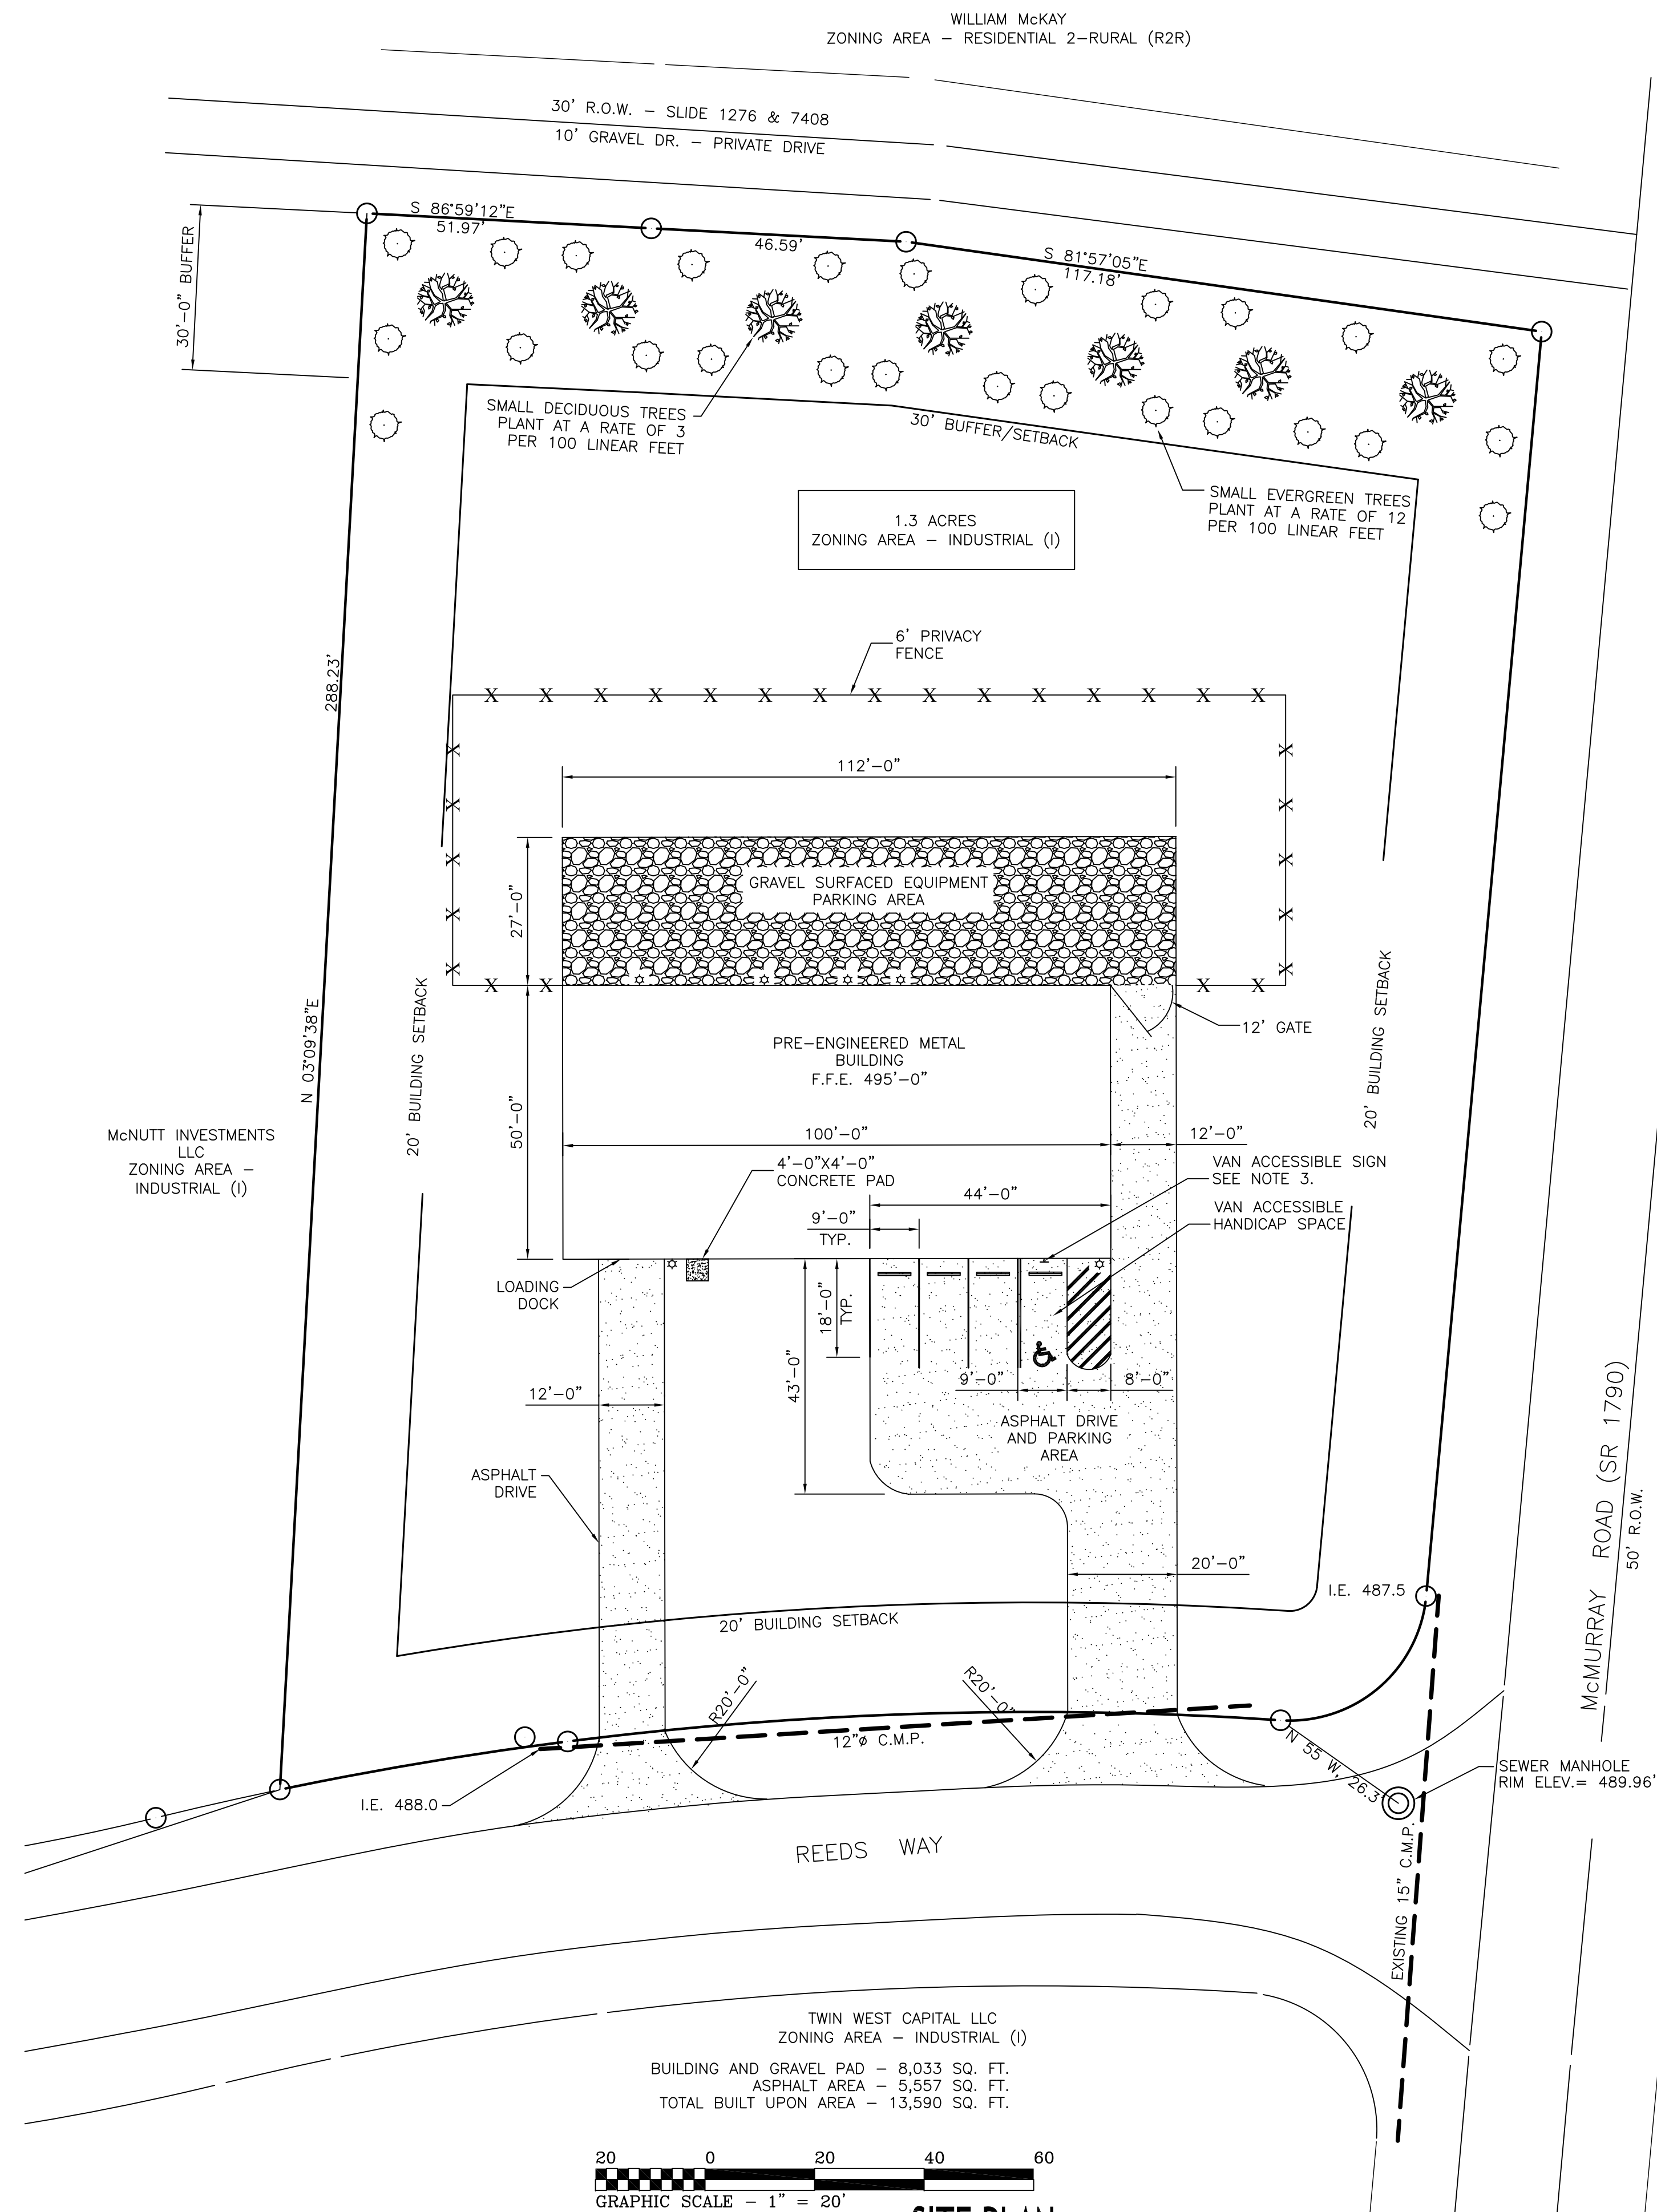 WILLIAM McKAY
ZONING AREA – RESIDENTIAL 2–RURAL (R2R)
30' R.O.W. – SLIDE 1276 & 7408
10' GRAVEL DR. – PRIVATE DRIVE
S 86°59'12"E
51.97'
46.59'
S 81°57'05"E
117.18'
30'–0" BUFFER
SMALL DECIDUOUS TREES
PLANT AT A RATE OF 3
PER 100 LINEAR FEET
30' BUFFER/SETBACK
SMALL EVERGREEN TREES
PLANT AT A RATE OF 12
PER 100 LINEAR FEET
1.3 ACRES
ZONING AREA – INDUSTRIAL (I)
6' PRIVACY
FENCE
288.23'
N 03°09'38"E
X X X X X X X X X X X X X X X
X X X X X
X X X X X
X X
X X
112'–0"
GRAVEL SURFACED EQUIPMENT
PARKING AREA
27'–0"
20' BUILDING SETBACK
20' BUILDING SETBACK
12' GATE
PRE–ENGINEERED METAL
BUILDING
F.F.E. 495'–0"
50'–0"
100'–0"
12'–0"
McNUTT INVESTMENTS
LLC
ZONING AREA –
INDUSTRIAL (I)
4'–0"X4'–0"
CONCRETE PAD
VAN ACCESSIBLE SIGN
SEE NOTE 3.
44'–0"
VAN ACCESSIBLE
HANDICAP SPACE
9'–0"
TYP.
LOADING
DOCK
18'–0"
TYP.
43'–0"
12'–0"
9'–0"
8'–0"
ASPHALT DRIVE
AND PARKING
AREA
ASPHALT
DRIVE
20'–0"
I.E. 487.5
McMURRAY ROAD (SR 1790)
50' R.O.W.
20' BUILDING SETBACK
R20'–0"
R20'–0"
12"ø C.M.P.
N 55 W, 26.3'
SEWER MANHOLE
RIM ELEV.= 489.96'
I.E. 488.0
REEDS WAY
EXISTING 15" C.M.P.
TWIN WEST CAPITAL LLC
ZONING AREA – INDUSTRIAL (I)
BUILDING AND GRAVEL PAD – 8,033 SQ. FT.
ASPHALT AREA – 5,557 SQ. FT.
TOTAL BUILT UPON AREA – 13,590 SQ. FT.
20 0 20 40 60
GRAPHIC SCALE – 1" = 20'
SITE PLAN